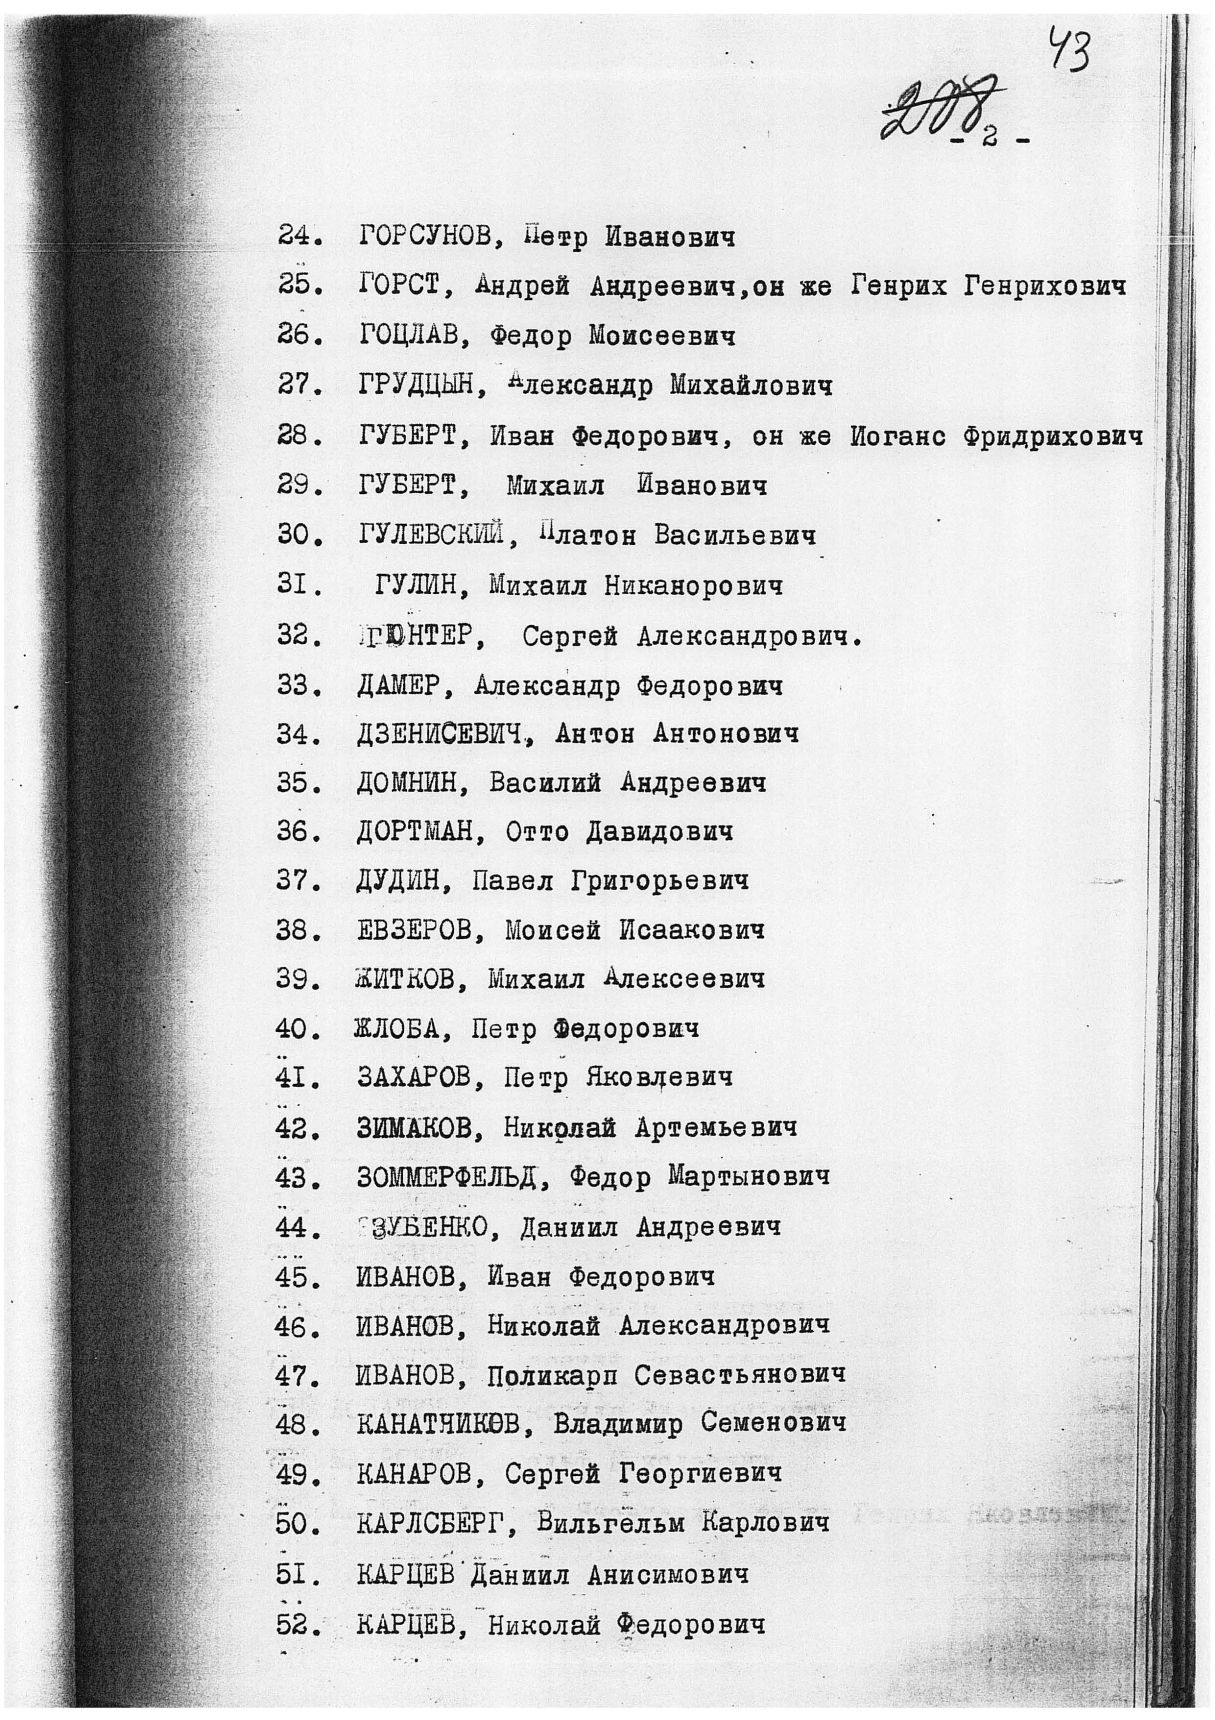 43
208
- 2 -
24. ГОРСУНОВ, Петр Иванович
25. ГОРСТ, Андрей Андреевич,он же Генрих Генрихович
26. ГОЦЛАВ, Федор Моисеевич
27. ГРУДЦЫН, Александр Михайлович
28. ГУБЕРТ, Иван Федорович, он же Иоганс Фридрихович
29. ГУБЕРТ, Михаил Иванович
30. ГУЛЕВСКИЙ, Платон Васильевич
31. ГУЛИН, Михаил Никанорович
32. ГЮНТЕР, Сергей Александрович.
33. ДАМЕР, Александр Федорович
34. ДЗЕНИСЕВИЧ, Антон Антонович
35. ДОМНИН, Василий Андреевич
36. ДОРТМАН, Отто Давидович
37. ДУДИН, Павел Григорьевич
38. ЕВЗЕРОВ, Моисей Исаакович
39. ЖИТКОВ, Михаил Алексеевич
40. ЖЛОБА, Петр Федорович
41. ЗАХАРОВ, Петр Яковлевич
42. ЗИМАКОВ, Николай Артемьевич
43. ЗОММЕРФЕЛЬД, Федор Мартынович
44. ЗУБЕНКО, Даниил Андреевич
45. ИВАНОВ, Иван Федорович
46. ИВАНОВ, Николай Александрович
47. ИВАНОВ, Поликарп Севастьянович
48. КАНАТЧИКОВ, Владимир Семенович
49. КАНАРОВ, Сергей Георгиевич
50. КАРЛСБЕРГ, Вильгельм Карлович
51. КАРЦЕВ Даниил Анисимович
52. КАРЦЕВ, Николай Федорович